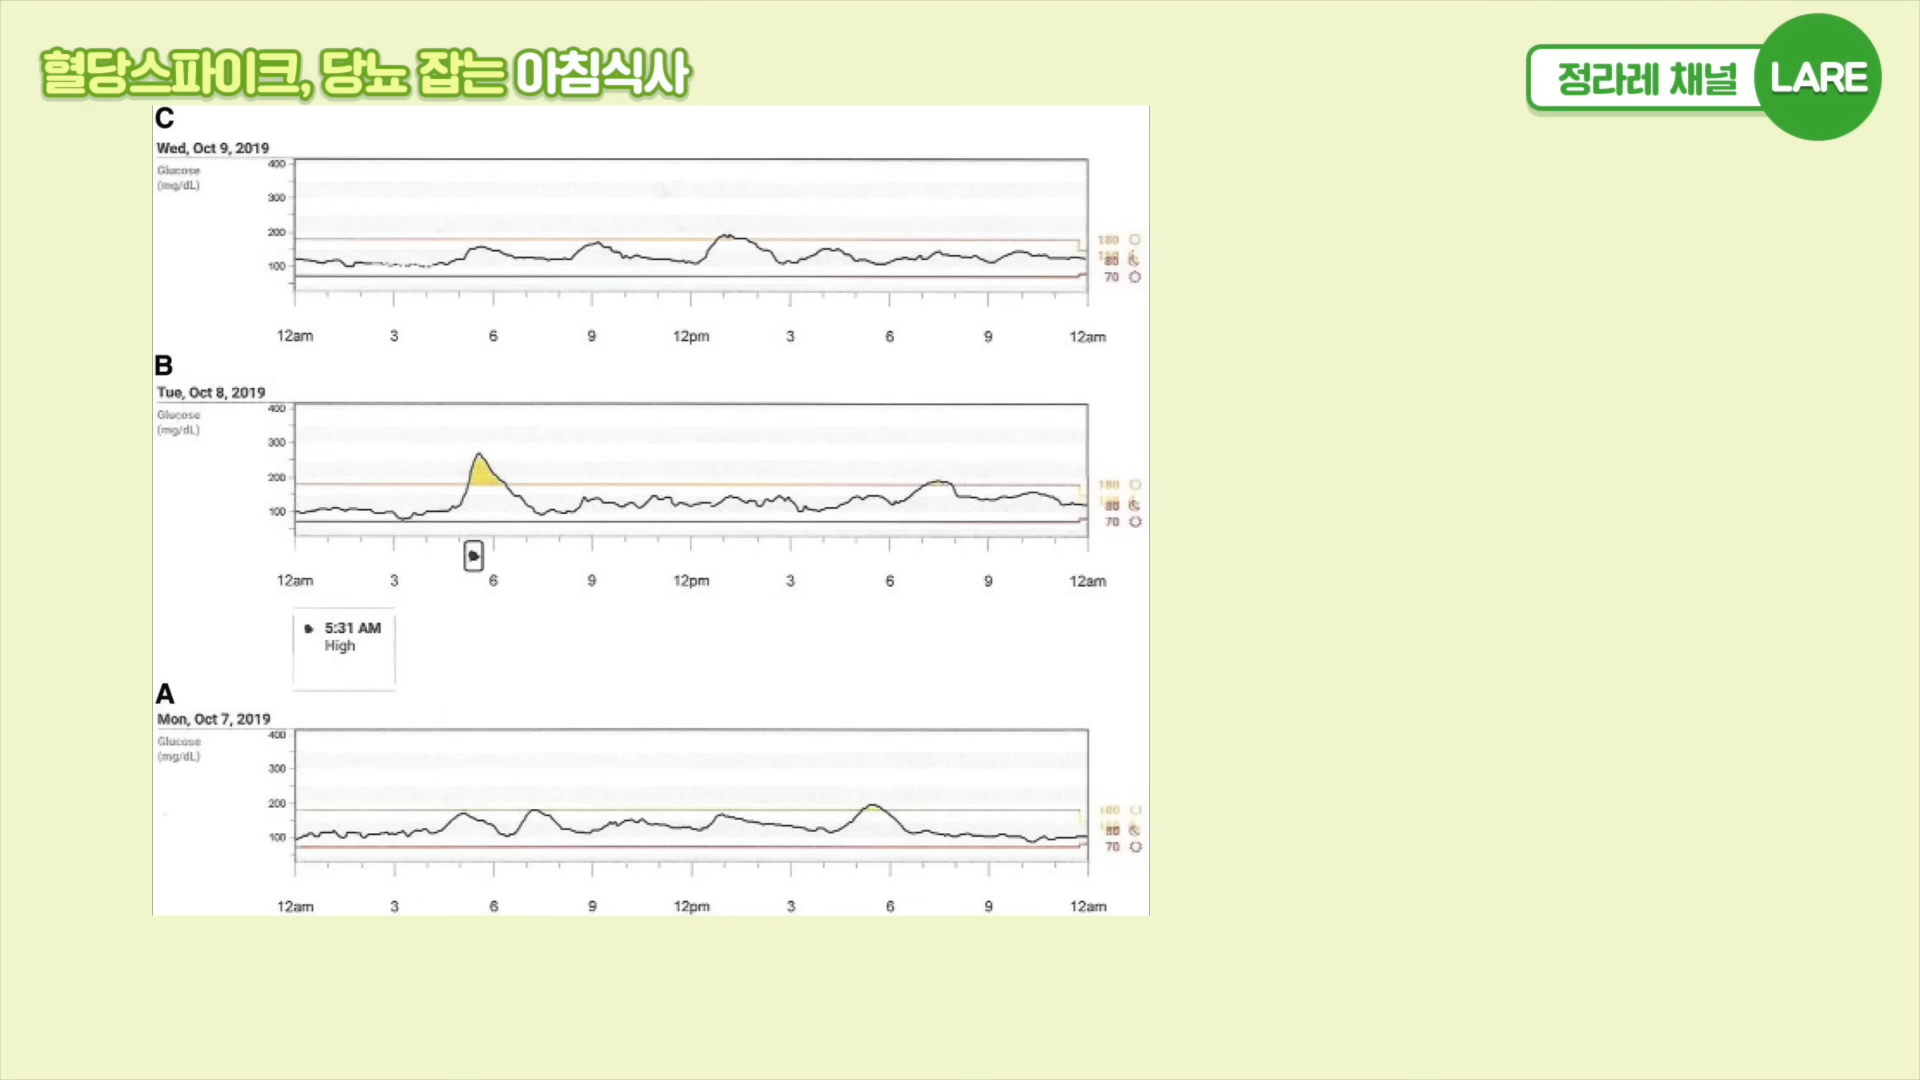 혈당스파이크, 당뇨 잡는 아침식사
정라레 채널 LARE
C
Wed, Oct 9, 2019
Glucose
(mg/dL)
400
300
200
100
180
80
70
12am 3 6 9 12pm 3 6 9 12am
B
Tue, Oct 8, 2019
Glucose
(mg/dL)
400
300
200
100
180
80
70
12am 3 6 9 12pm 3 6 9 12am
5:31 AM
High
A
Mon, Oct 7, 2019
Glucose
(mg/dL)
400
300
200
100
180
80
70
12am 3 6 9 12pm 3 6 9 12am